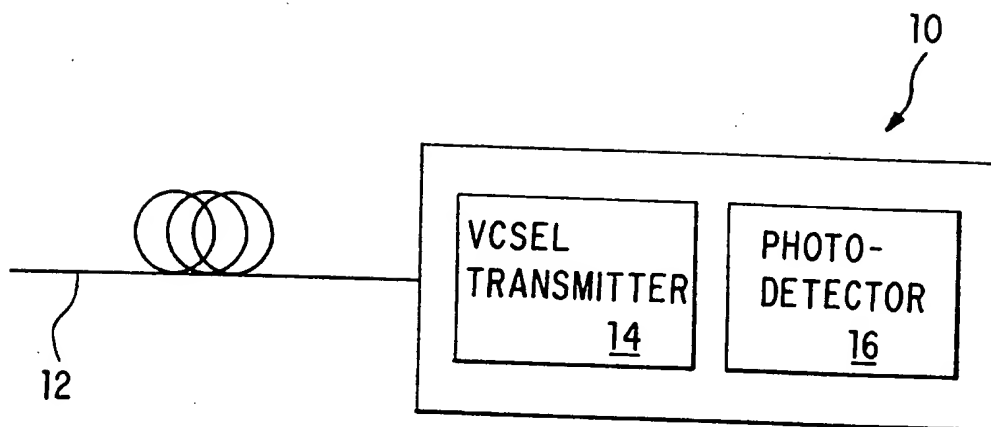 10
VCSEL
TRANSMITTER
14
PHOTO-
DETECTOR
16
12